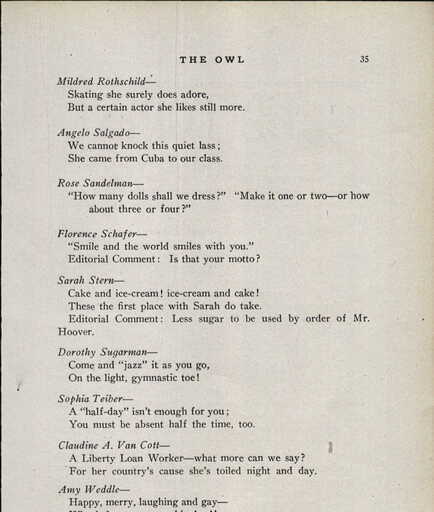 THE OWL 35
Mildred Rothschild—
Skating she surely does adore,
But a certain actor she likes still more.
Angelo Salgado—
We cannot knock this quiet lass;
She came from Cuba to our class.
Rose Sandelman—
"How many dolls shall we dress?" "Make it one or two—or how
about three or four?"
Florence Schafer—
"Smile and the world smiles with you."
Editorial Comment: Is that your motto?
Sarah Stern—
Cake and ice-cream! ice-cream and cake!
These the first place with Sarah do take.
Editorial Comment: Less sugar to be used by order of Mr.
Hoover.
Dorothy Sugarman—
Come and "jazz" it as you go,
On the light, gymnastic toe!
Sophia Teiber—
A "half-day" isn't enough for you;
You must be absent half the time, too.
Claudine A. Van Cott—
A Liberty Loan Worker—what more can we say?
For her country's cause she's toiled night and day.
Amy Weddle—
Happy, merry, laughing and gay—